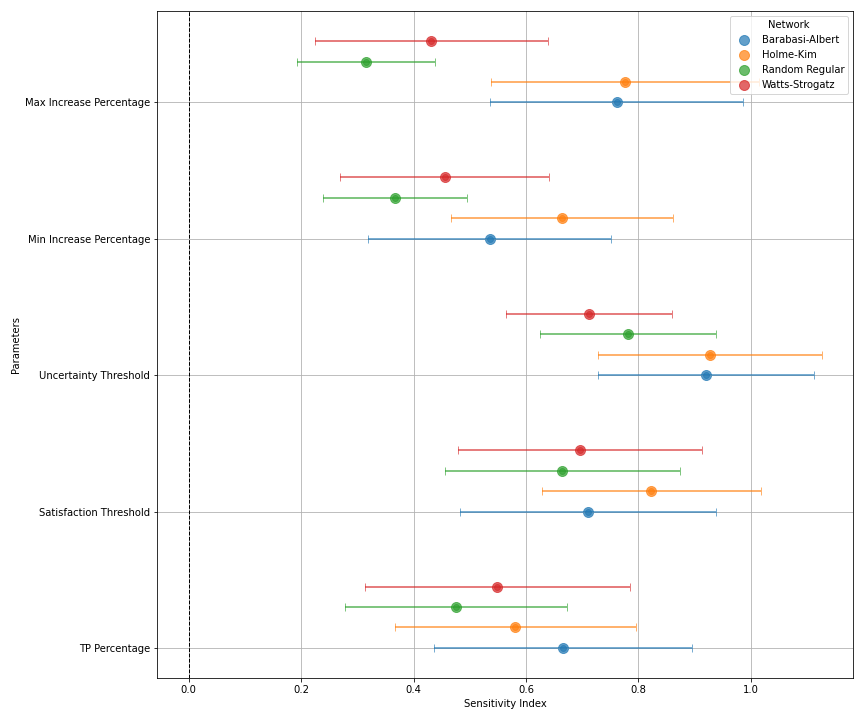 Network
Barabasi-Albert
Holme-Kim
Random Regular
Watts-Strogatz
Max Increase Percentage
Min Increase Percentage
Uncertainty Threshold
Satisfaction Threshold
TP Percentage
Parameters
0.0 0.2 0.4 0.6 0.8 1.0
Sensitivity Index